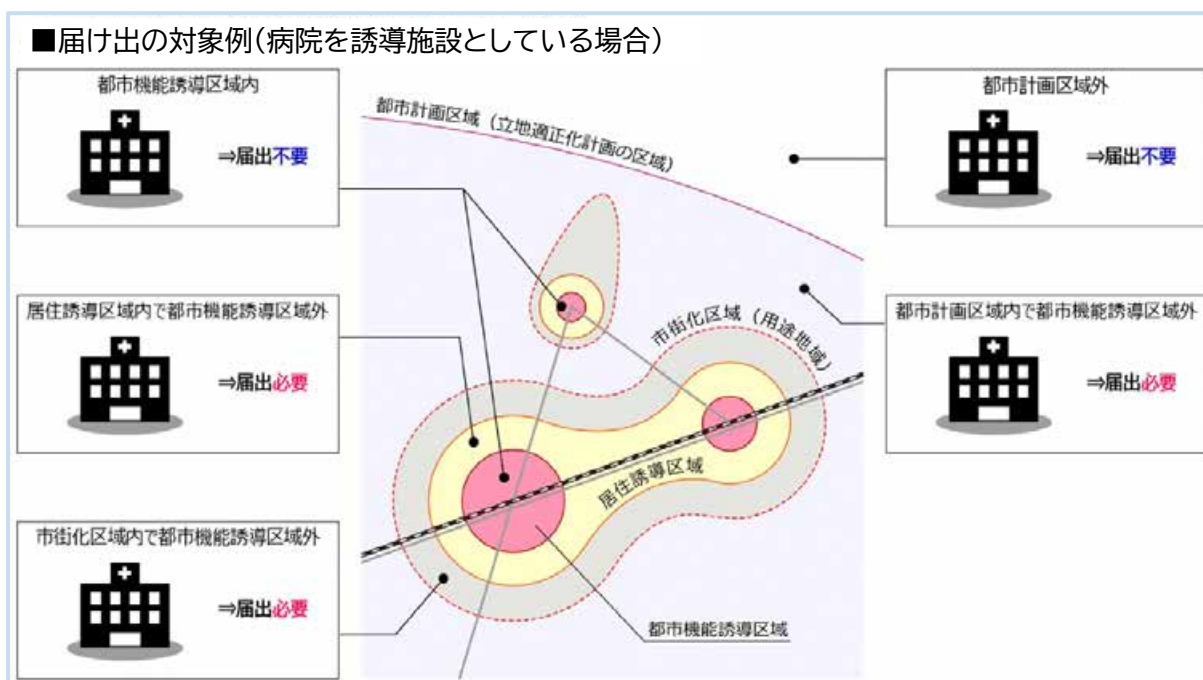 ■届け出の対象例（病院を誘導施設としている場合）
都市機能誘導区域内
⇒届出不要
居住誘導区域内で都市機能誘導区域外
⇒届出必要
市街化区域内で都市機能誘導区域外
⇒届出必要
都市計画区域（立地適正化計画の区域）
市街化区域（用途地域）
居住誘導区域
都市機能誘導区域
都市計画区域外
⇒届出不要
都市計画区域内で都市機能誘導区域外
⇒届出必要